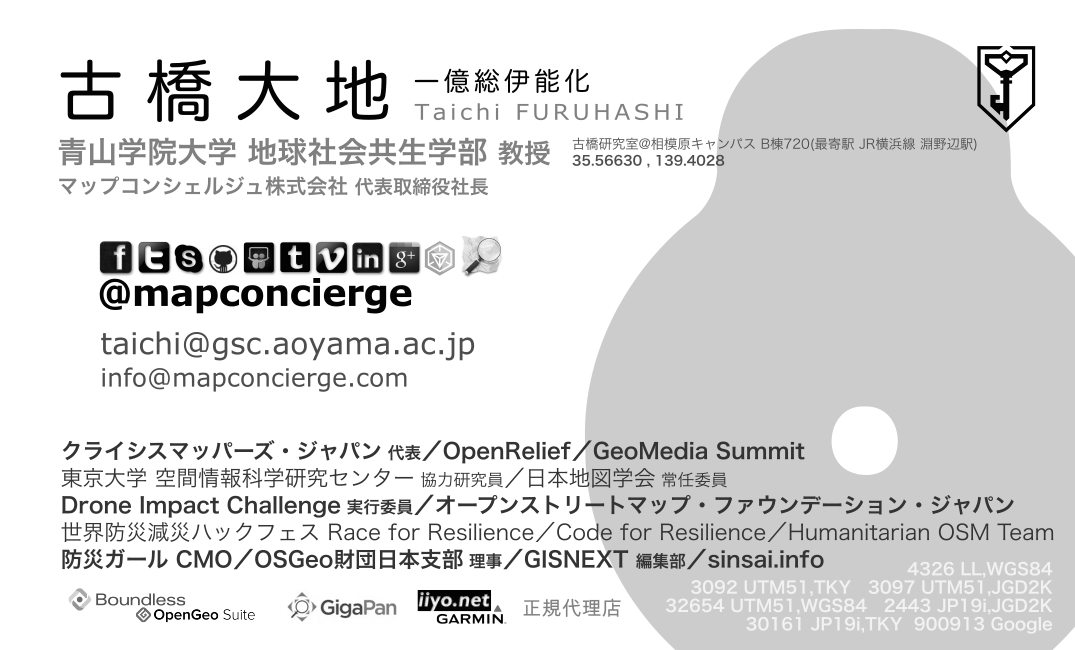 古橋大地 一億総伊能化
Taichi FURUHASHI
青山学院大学 地球社会共生学部 教授
古橋研究室@相模原キャンパス B棟720(最寄駅 JR横浜線 淵野辺駅)
35.56630 , 139.4028
マップコンシェルジュ株式会社 代表取締役社長
@mapconcierge
taichi@gsc.aoyama.ac.jp
info@mapconcierge.com
クライシスマッパーズ・ジャパン 代表／OpenRelief／GeoMedia Summit
東京大学 空間情報科学研究センター 協力研究員／日本地図学会 常任委員
Drone Impact Challenge 実行委員／オープンストリートマップ・ファウンデーション・ジャパン
世界防災減災ハックフェス Race for Resilience／Code for Resilience／Humanitarian OSM Team
防災ガール CMO／OSGeo財団日本支部 理事／GISNEXT 編集部／sinsai.info
4326 LL,WGS84
3092 UTM51,TKY 3097 UTM51,JGD2K
32654 UTM51,WGS84 2443 JP19i,JGD2K
30161 JP19i,TKY 900913 Google
Boundless
OpenGeo Suite
GigaPan
iiyo.net
GARMIN
正規代理店